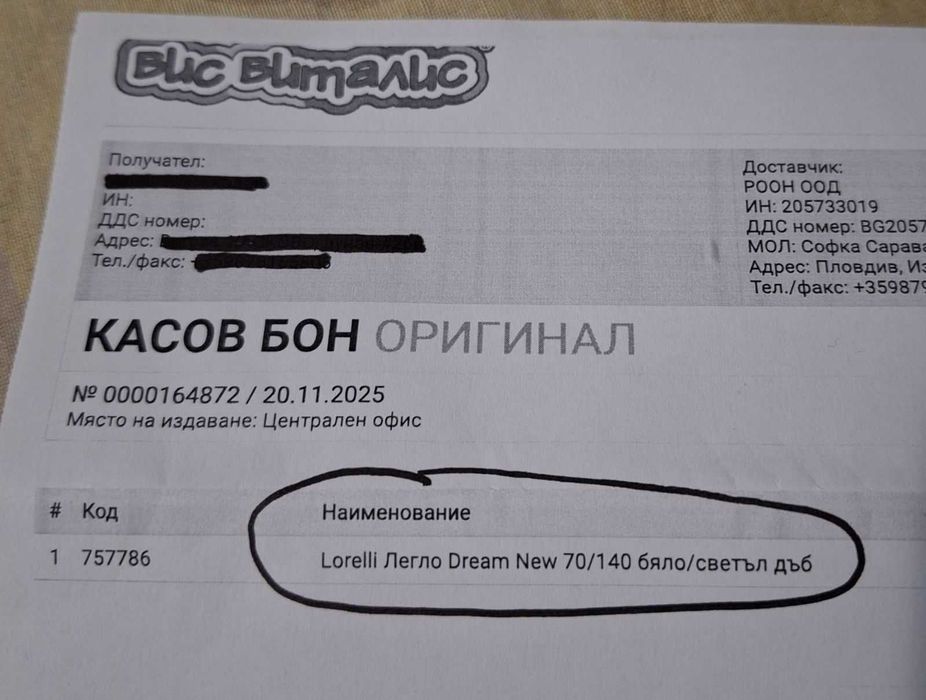 Вис Виталис
Получател:
ИН:
ДДС номер:
Адрес:
Тел./факс:
Доставчик:
РООН ООД
ИН: 205733019
ДДС номер: BG2057
МОЛ: Софка Сарава
Адрес: Пловдив, Из
Тел./факс: +359879
КАСОВ БОН ОРИГИНАЛ
№ 0000164872 / 20.11.2025
Място на издаване: Централен офис
# Код Наименование
1 757786 Lorelli Легло Dream New 70/140 бяло/светъл дъб